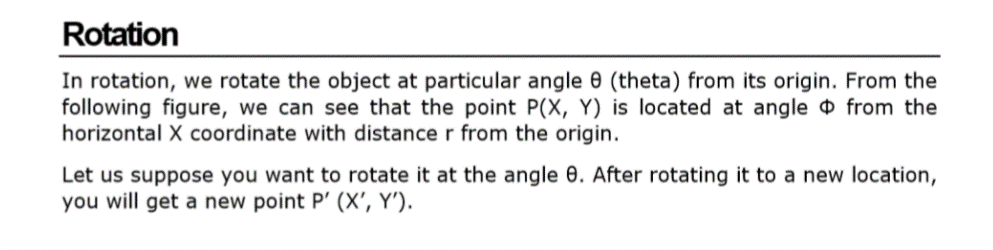 Rotation
In rotation, we rotate the object at particular angle θ (theta) from its origin. From the
following figure, we can see that the point P(X, Y) is located at angle Φ from the
horizontal X coordinate with distance r from the origin.
Let us suppose you want to rotate it at the angle θ. After rotating it to a new location,
you will get a new point P’ (X’, Y’).